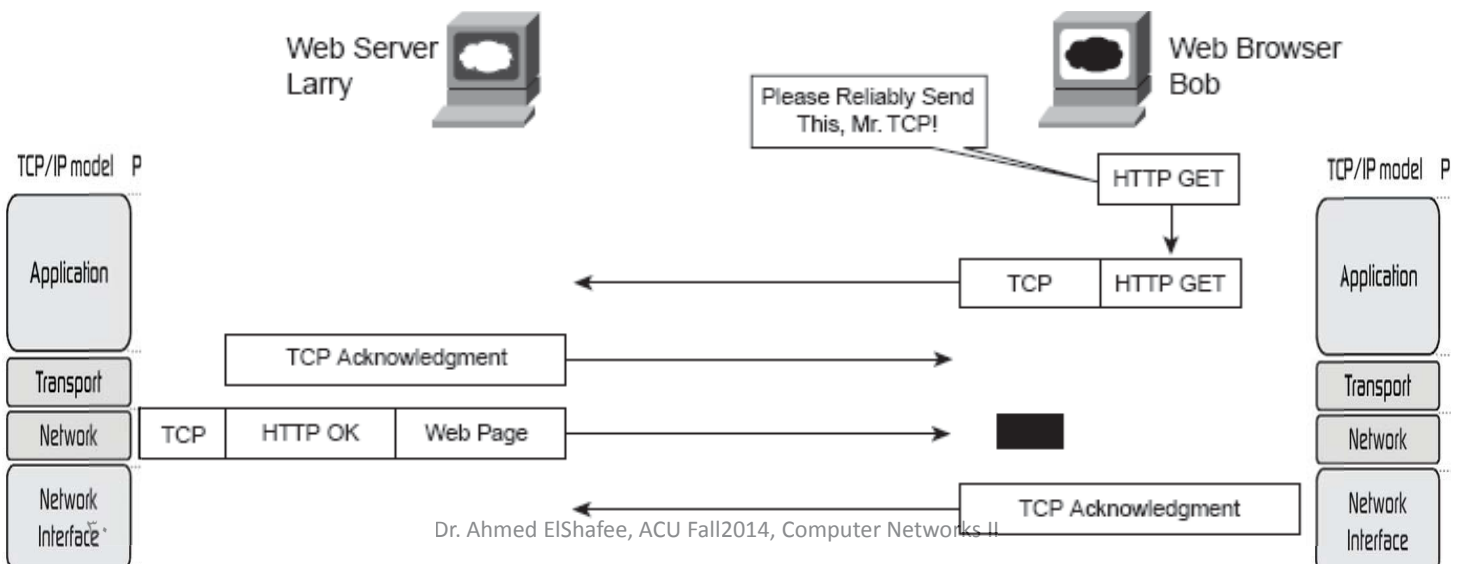 Web Server
Larry
Web Browser
Bob
Please Reliably Send
This, Mr. TCP!
TCP/IP model P
HTTP GET
TCP/IP model P
Application
TCP HTTP GET
Application
TCP Acknowledgment
Transport
Transport
Network
TCP HTTP OK Web Page
Network
Network
Interface
TCP Acknowledgment
Network
Interface
Dr. Ahmed ElShafee, ACU Fall2014, Computer Networks II